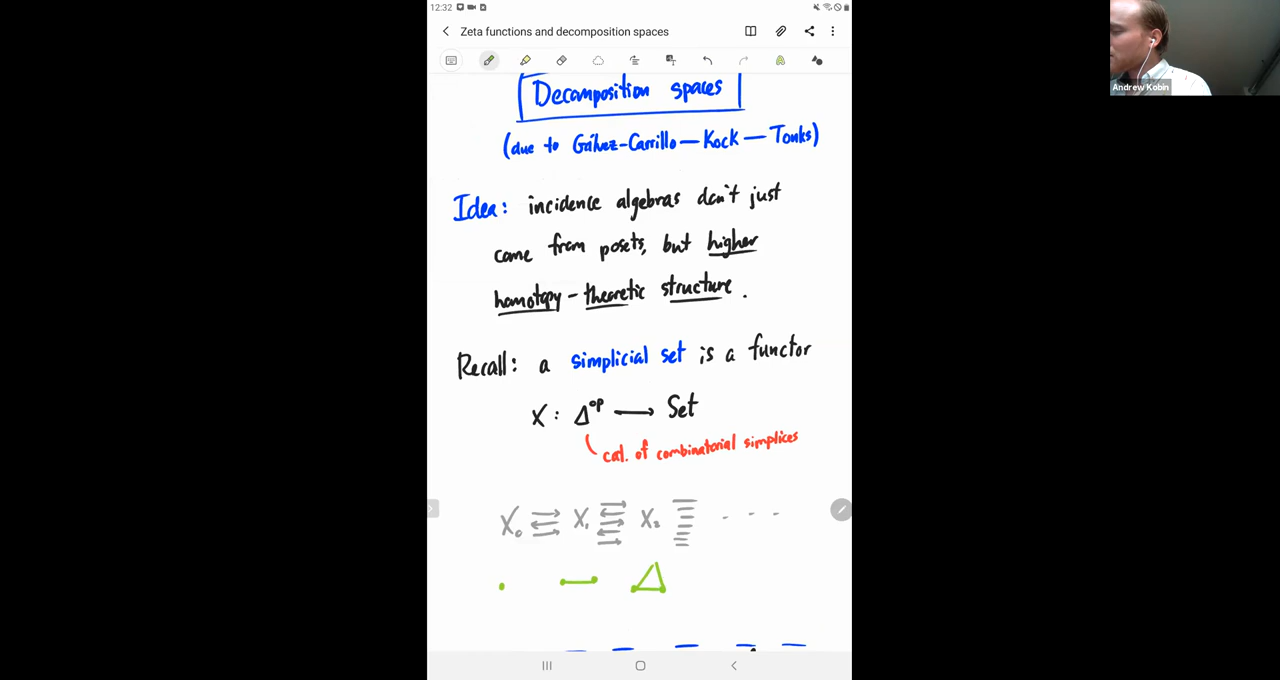 12:32
Zeta functions and decomposition spaces
Andrew Kobin
Decomposition spaces
(due to Gálvez-Carrillo — Kock — Tonks)
Idea: incidence algebras don't just
come from posets, but higher
homotopy-theoretic structure.
Recall: a simplicial set is a functor
X : Δ^op ⟶ Set
cat. of combinatorial simplices
X₀ X₁ X₂ · · ·